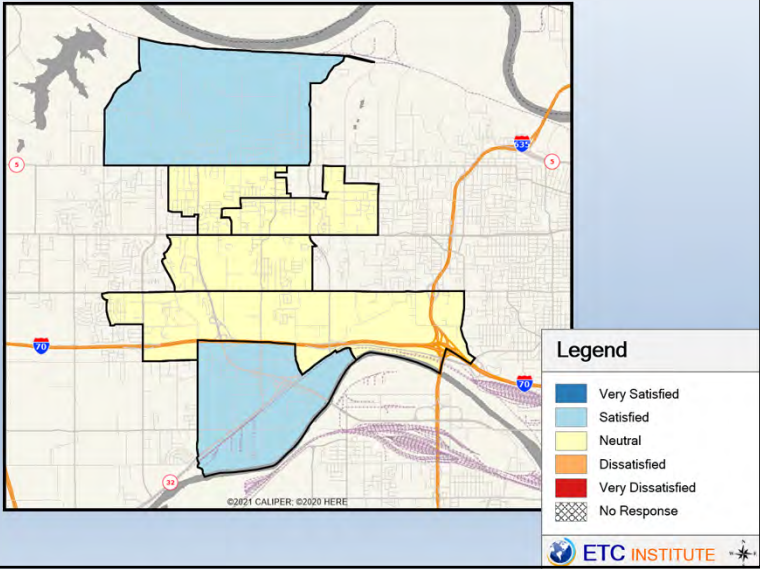 5
635
5
70
70
32
©2021 CALIPER; ©2020 HERE
Legend
Very Satisfied
Satisfied
Neutral
Dissatisfied
Very Dissatisfied
No Response
ETC INSTITUTE